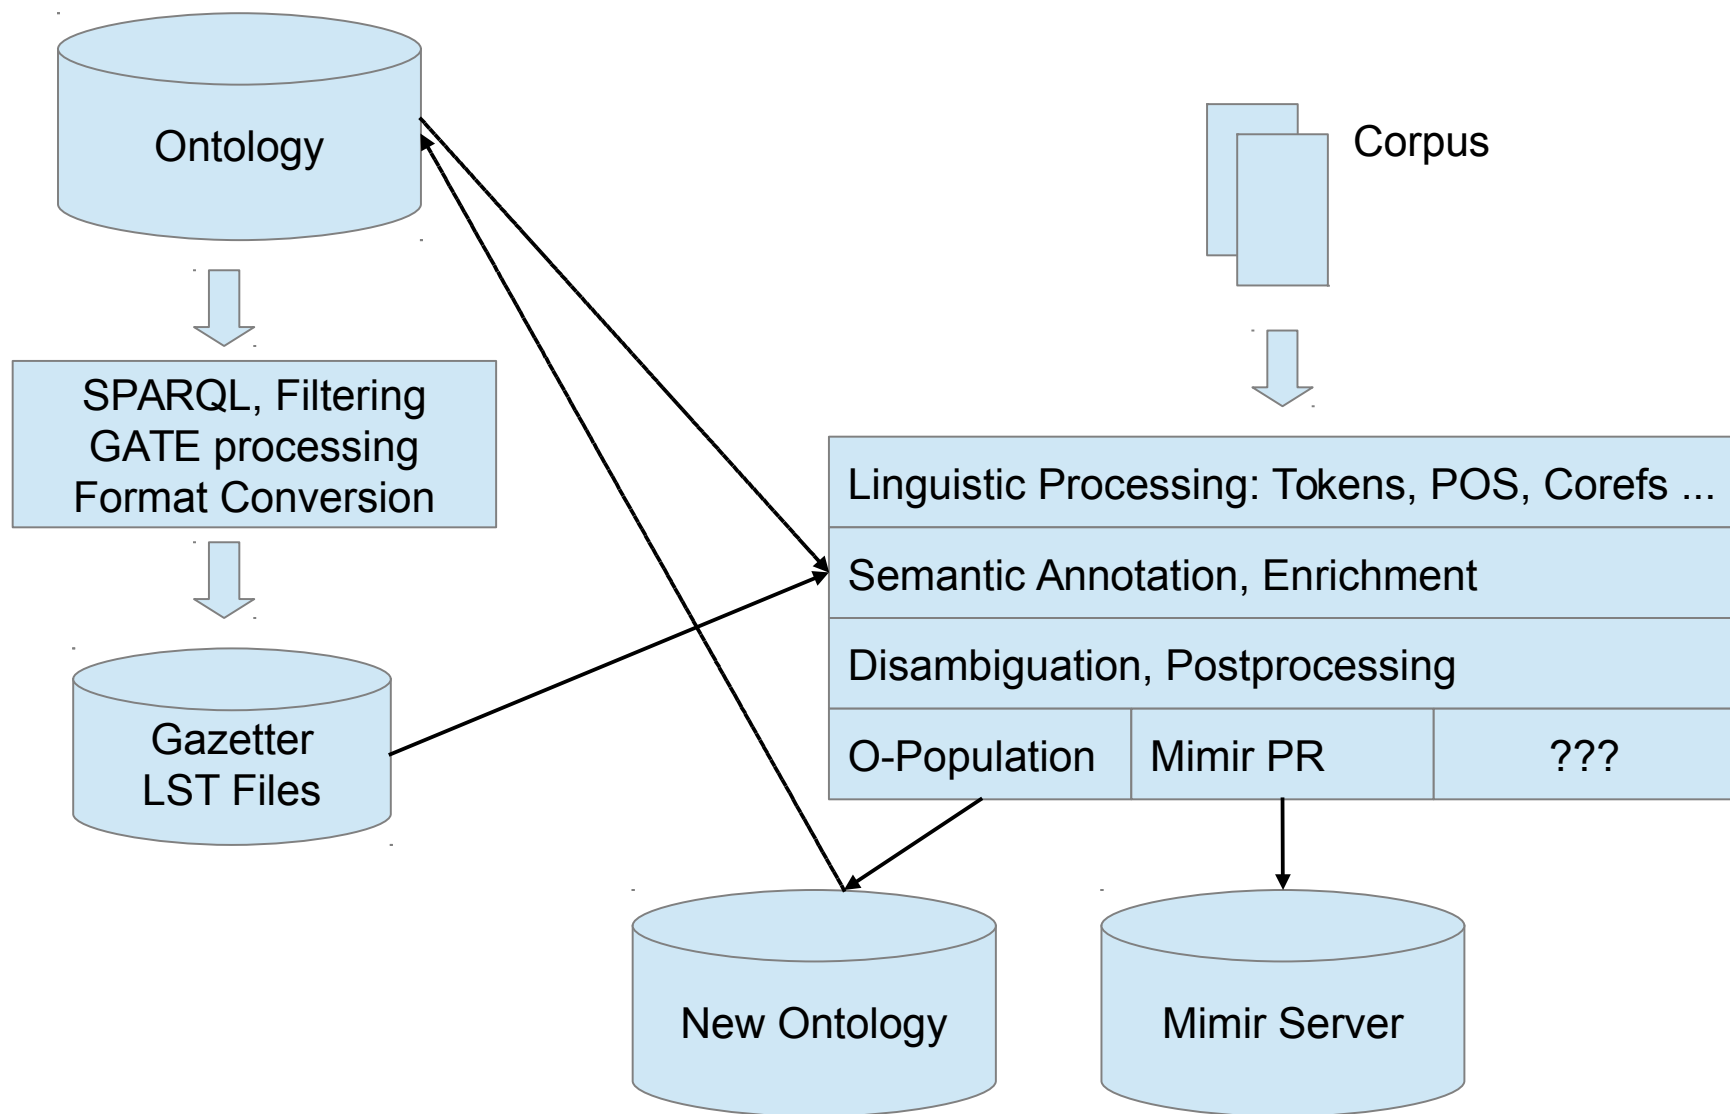 Ontology
Corpus
SPARQL, Filtering
GATE processing
Format Conversion
Gazetter
LST Files
Linguistic Processing: Tokens, POS, Corefs ...
Semantic Annotation, Enrichment
Disambiguation, Postprocessing
O-Population
Mimir PR
???
New Ontology
Mimir Server